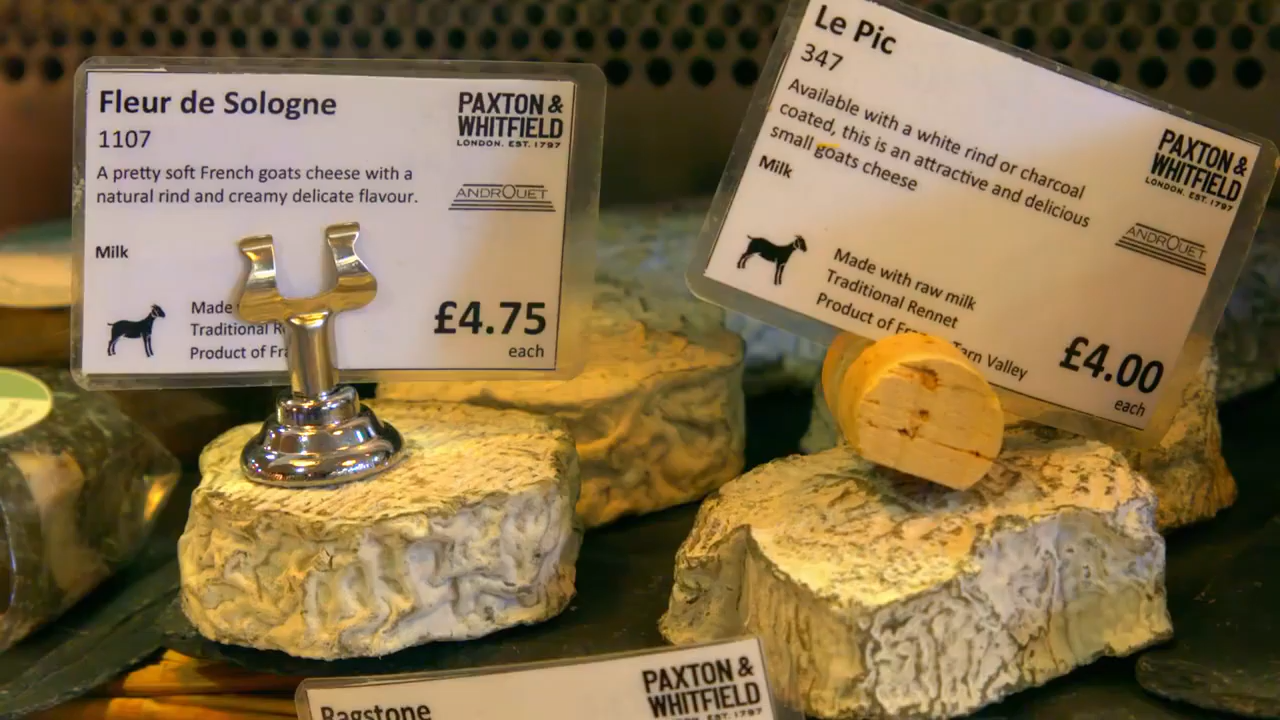 Fleur de Sologne
1107
A pretty soft French goats cheese with a
natural rind and creamy delicate flavour.
Milk
Made
Traditional
Product of
PAXTON &
WHITFIELD
LONDON. EST. 1797
ANDROUET
£4.75
each
Le Pic
347
Available with a white rind or charcoal
coated, this is an attractive and delicious
small goats cheese
Milk
Made with raw milk
Traditional Rennet
Product of Tarn Valley
PAXTON &
WHITFIELD
LONDON. EST. 1797
ANDROUET
£4.00
each
Ragstone
PAXTON &
WHITFIELD
LONDON. EST. 1797